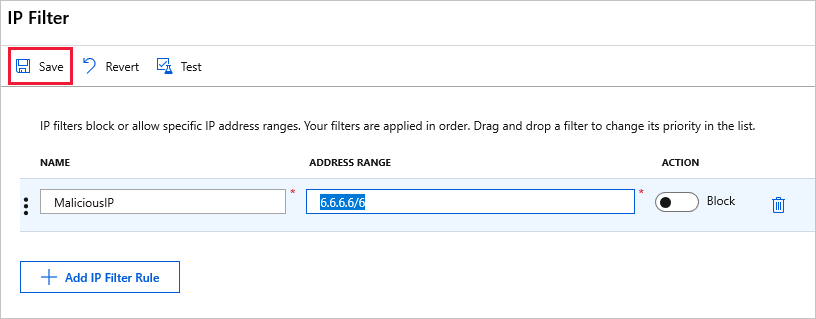 IP Filter
Save Revert Test
IP filters block or allow specific IP address ranges. Your filters are applied in order. Drag and drop a filter to change its priority in the list.
NAME ADDRESS RANGE ACTION
MaliciousIP * 6.6.6.6/6 * Block
Add IP Filter Rule